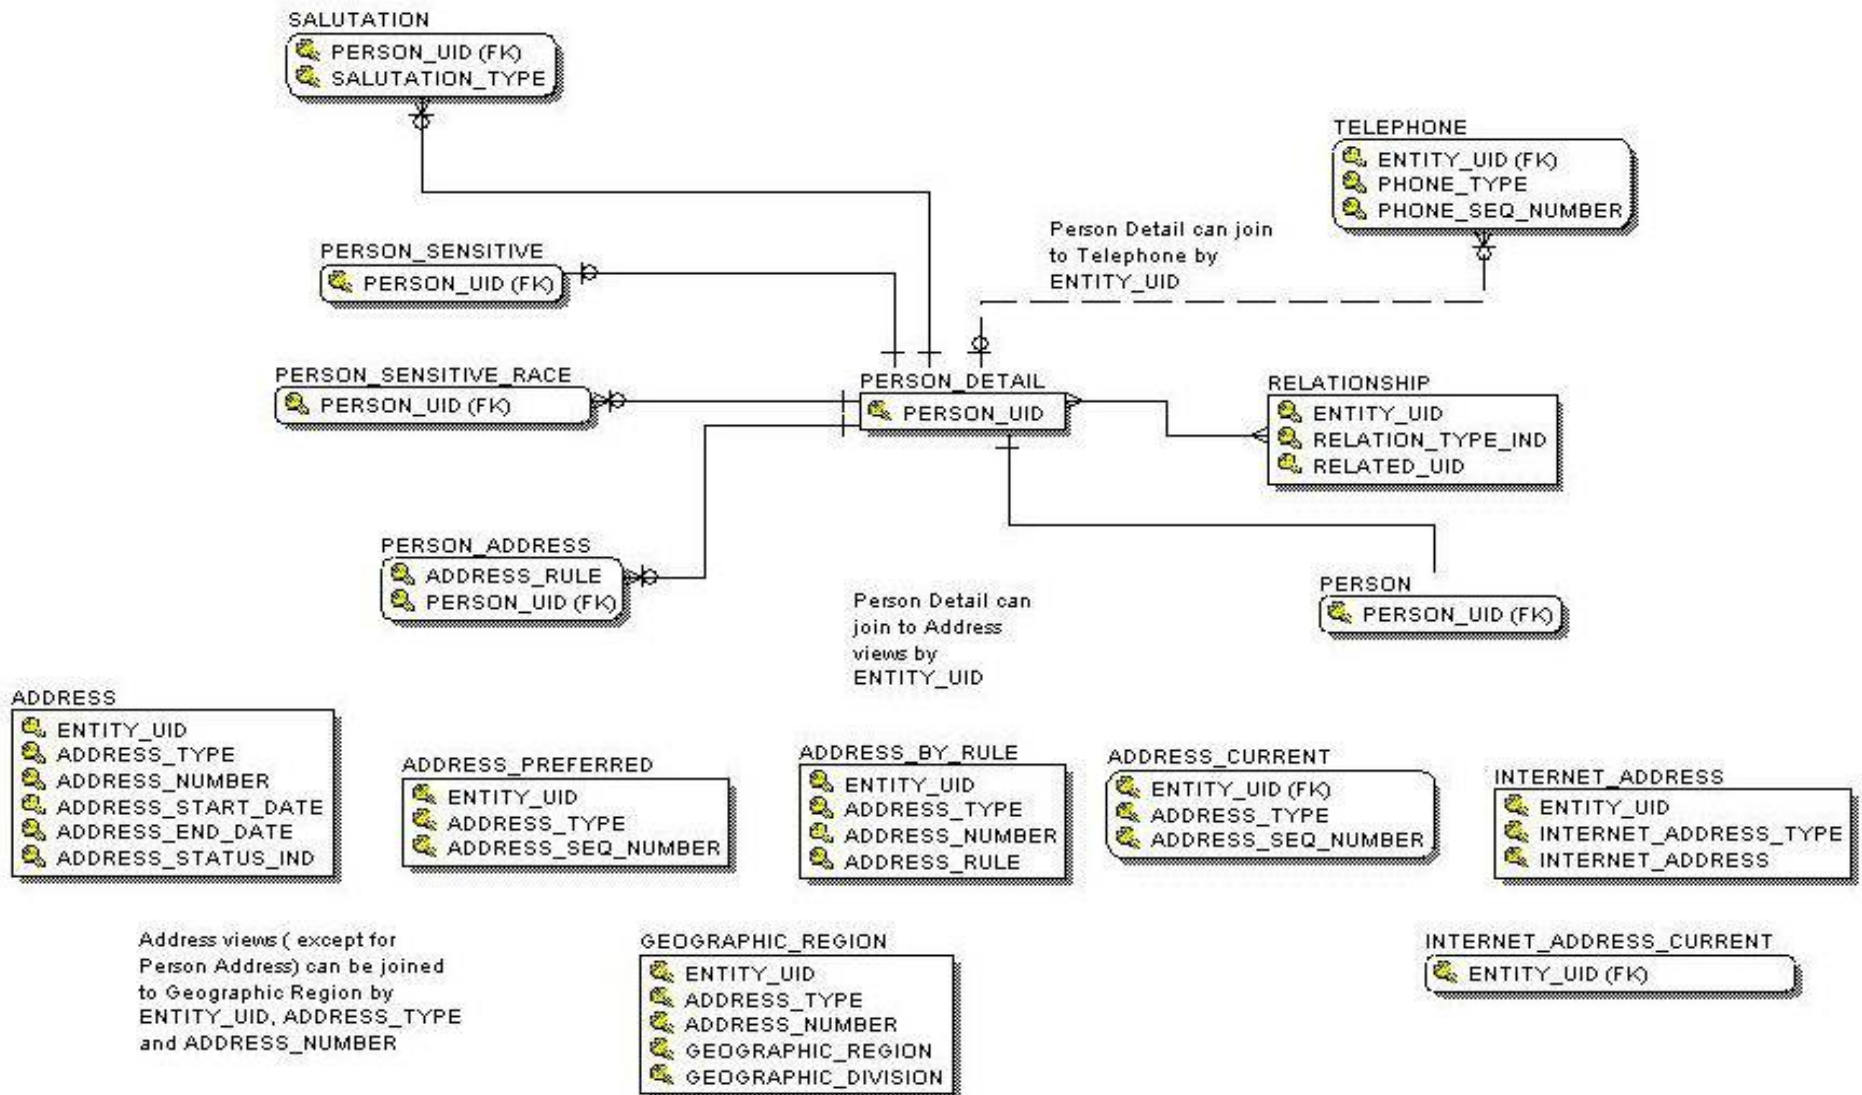 SALUTATION
PERSON_UID (FK)
SALUTATION_TYPE
TELEPHONE
ENTITY_UID (FK)
PHONE_TYPE
PHONE_SEQ_NUMBER
Person Detail can join
to Telephone by
ENTITY_UID
PERSON_SENSITIVE
PERSON_UID (FK)
PERSON_SENSITIVE_RACE
PERSON_UID (FK)
PERSON_DETAIL
PERSON_UID
RELATIONSHIP
ENTITY_UID
RELATION_TYPE_IND
RELATED_UID
PERSON_ADDRESS
ADDRESS_RULE
PERSON_UID (FK)
Person Detail can
join to Address
views by
ENTITY_UID
PERSON
PERSON_UID (FK)
ADDRESS
ENTITY_UID
ADDRESS_TYPE
ADDRESS_NUMBER
ADDRESS_START_DATE
ADDRESS_END_DATE
ADDRESS_STATUS_IND
ADDRESS_PREFERRED
ENTITY_UID
ADDRESS_TYPE
ADDRESS_SEQ_NUMBER
ADDRESS_BY_RULE
ENTITY_UID
ADDRESS_TYPE
ADDRESS_NUMBER
ADDRESS_RULE
ADDRESS_CURRENT
ENTITY_UID (FK)
ADDRESS_TYPE
ADDRESS_SEQ_NUMBER
INTERNET_ADDRESS
ENTITY_UID
INTERNET_ADDRESS_TYPE
INTERNET_ADDRESS
Address views ( except for
Person Address) can be joined
to Geographic Region by
ENTITY_UID, ADDRESS_TYPE
and ADDRESS_NUMBER
GEOGRAPHIC_REGION
ENTITY_UID
ADDRESS_TYPE
ADDRESS_NUMBER
GEOGRAPHIC_REGION
GEOGRAPHIC_DIVISION
INTERNET_ADDRESS_CURRENT
ENTITY_UID (FK)